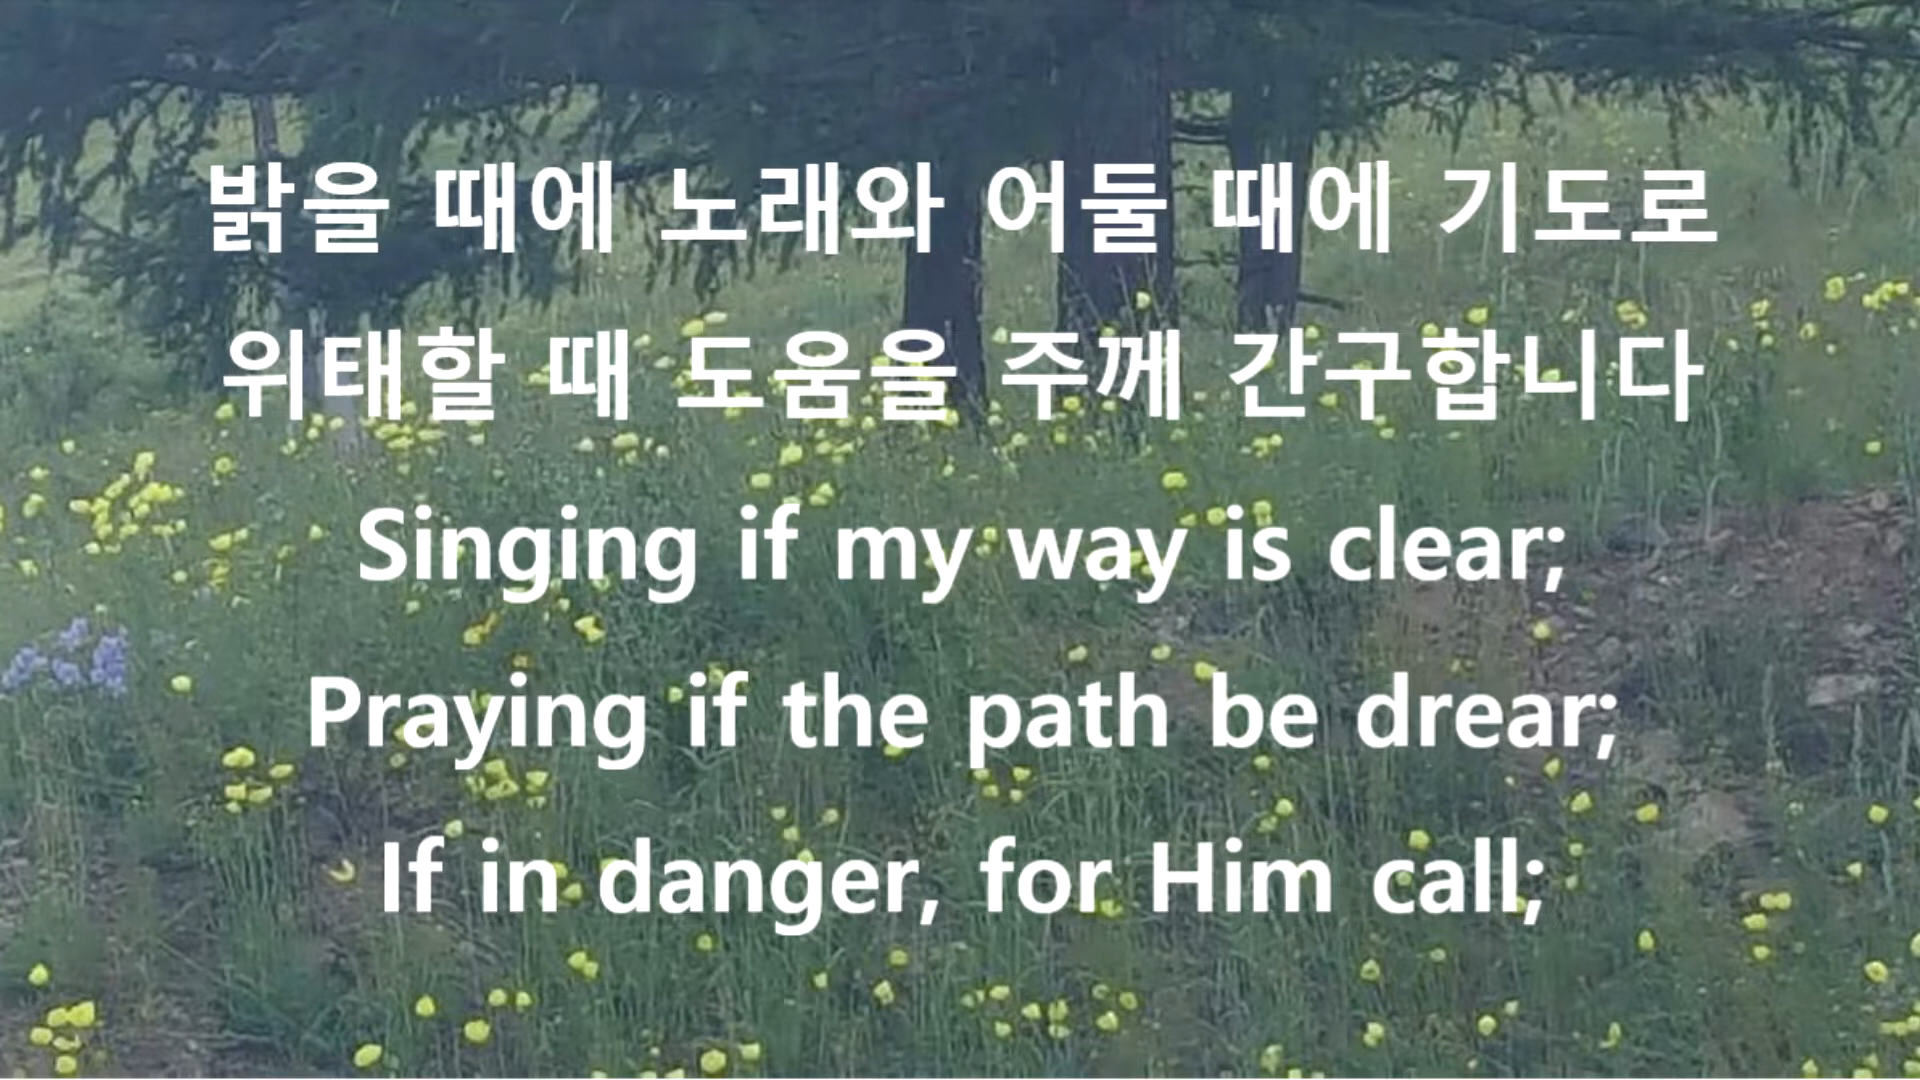 밝을 때에 노래와 어둘 때에 기도로
위태할 때 도움을 주께 간구합니다
Singing if my way is clear;
Praying if the path be drear;
If in danger, for Him call;